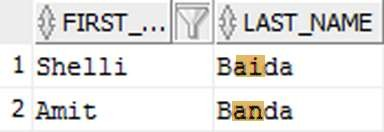 FIRST_... LAST_NAME
1 Shelli Baida
2 Amit Banda